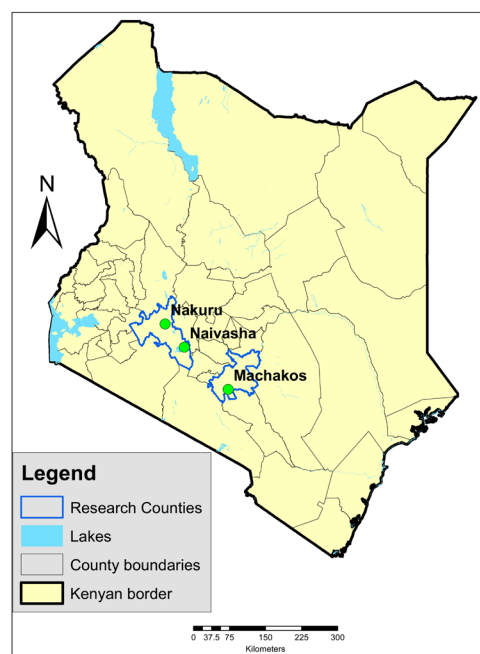 N
Nakuru
Naivasha
Machakos
Legend
Research Counties
Lakes
County boundaries
Kenyan border
0 37.5 75 150 225 300
Kilometers